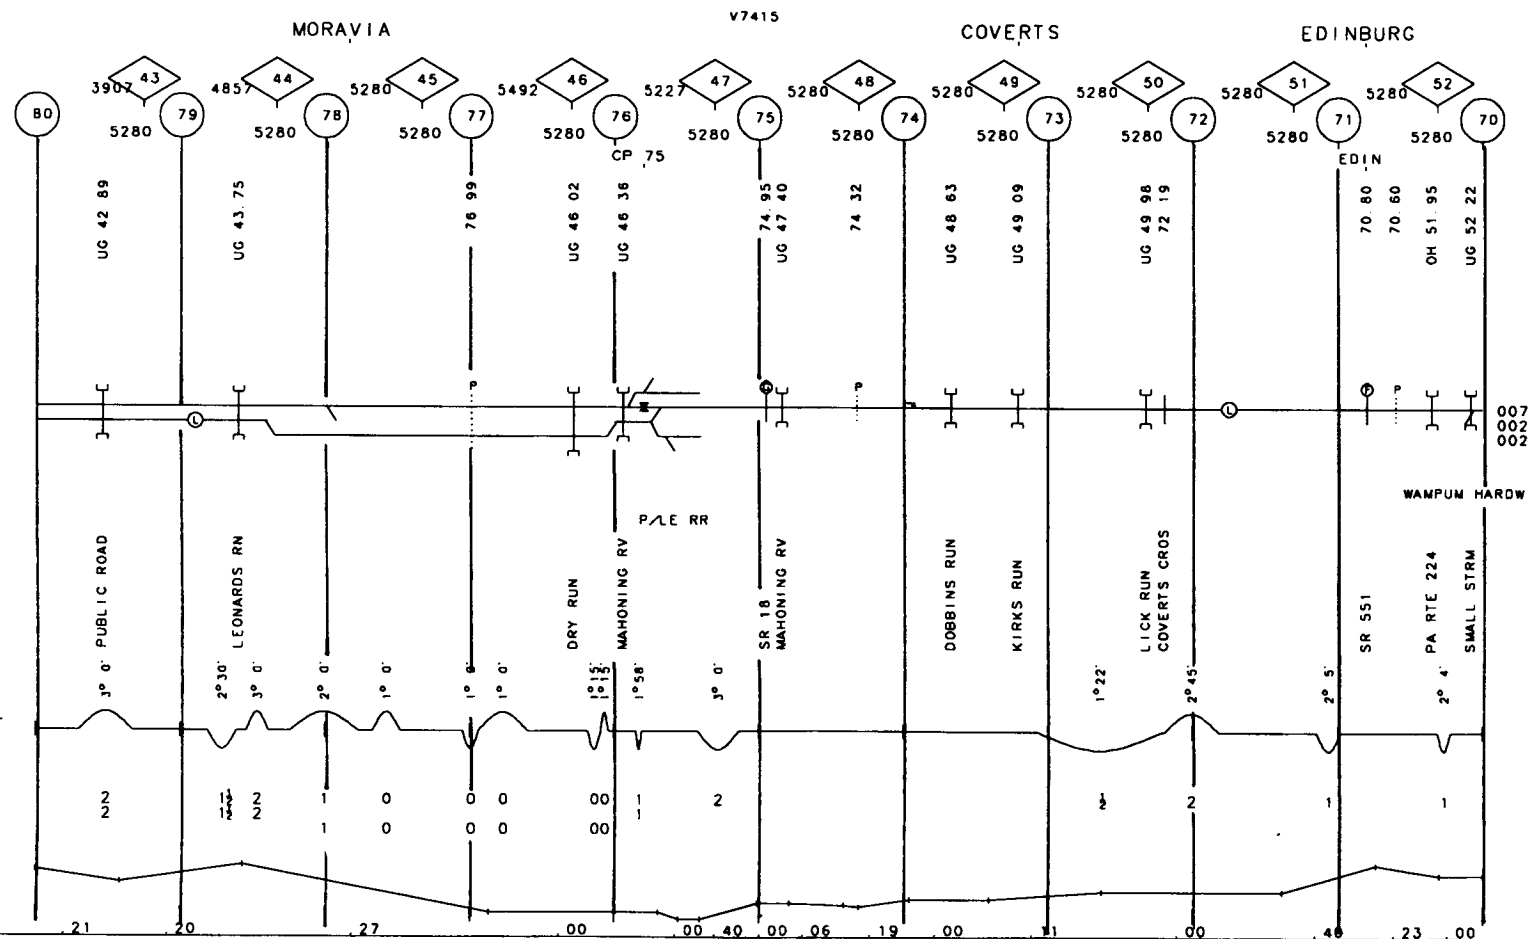 V7415
MORAVIA COVERTS EDINBURG
43 44 45 46 47 48 49 50 51 52
3907 4857 5280 5492 5227 5280 5280 5280 5280 5280
80 79 78 77 76 75 74 73 72 71 70
5280 5280 5280 5280 5280 5280 5280 5280 5280 5280
CP 75 EDIN
UG 42 89
UG 43.75
76 99
UG 46 02
UG 46 36
74.95
UG 47 40
74 32
UG 48 63
UG 49 09
UG 49 98
72 19
70.80
70.60
OH 51.95
UG 52 22
P G P F P
L L
007
002
002
WAMPUM HARDW
P/LE RR
PUBLIC ROAD
LEONARDS RN
DRY RUN
MAHONING RV
SR 18
MAHONING RV
DOBBINS RUN
KIRKS RUN
LICK RUN
COVERTS CROS
SR 551
PA RTE 224
SMALL STRM
3° 0' 2°30' 3° 0' 2° 0' 1° 0' 1° 0' 1° 0' 1°15' 1°15' 1°58' 3° 0' 1°22' 2°45' 2° 5' 2° 4'
2 1½ 2 1 0 0 0 00 1 2 ½ 2 1 1
2 1½ 2 1
1 0 0 0 00
.21 .20 .27 .00 .00 .40 .00 .06 .19 .00 .11 .00 .40 .23 .00